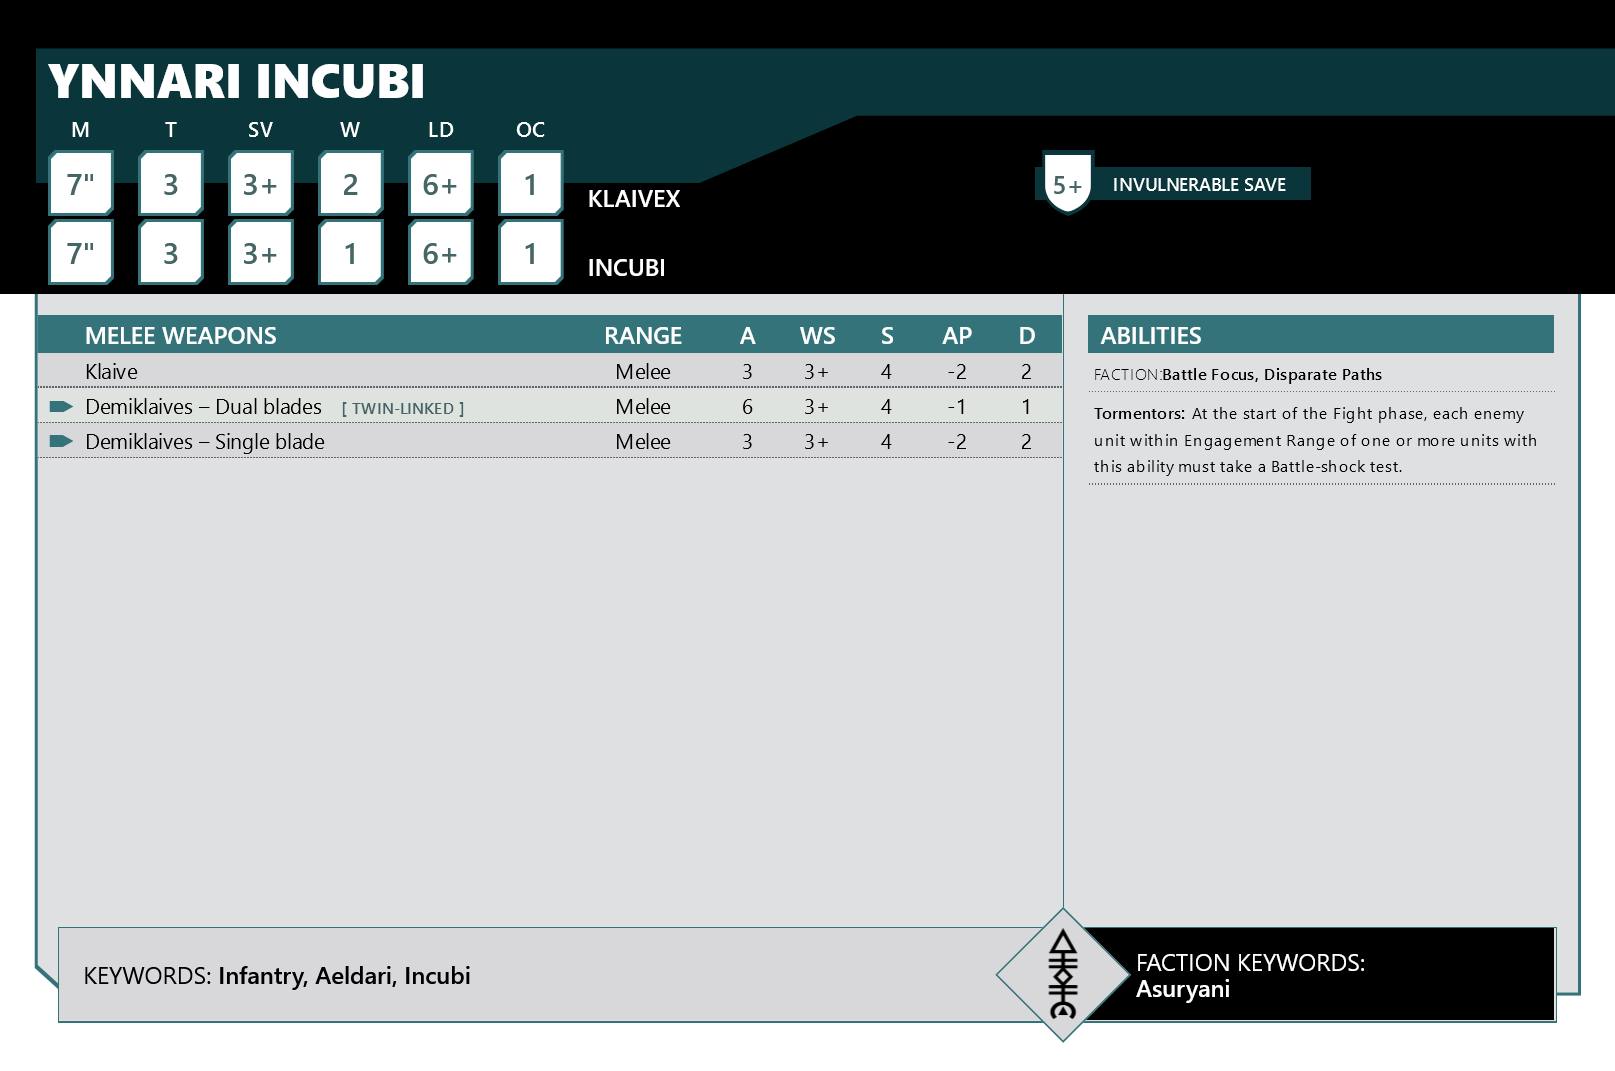 YNNARI INCUBI
M T SV W LD OC
7" 3 3+ 2 6+ 1 KLAIVEX
5+ INVULNERABLE SAVE
7" 3 3+ 1 6+ 1 INCUBI
MELEE WEAPONS RANGE A WS S AP D
Klaive Melee 3 3+ 4 -2 2
Demiklaives – Dual blades [ TWIN-LINKED ] Melee 6 3+ 4 -1 1
Demiklaives – Single blade Melee 3 3+ 4 -2 2
ABILITIES
FACTION:Battle Focus, Disparate Paths
Tormentors: At the start of the Fight phase, each enemy
unit within Engagement Range of one or more units with
this ability must take a Battle-shock test.
KEYWORDS: Infantry, Aeldari, Incubi
FACTION KEYWORDS:
Asuryani